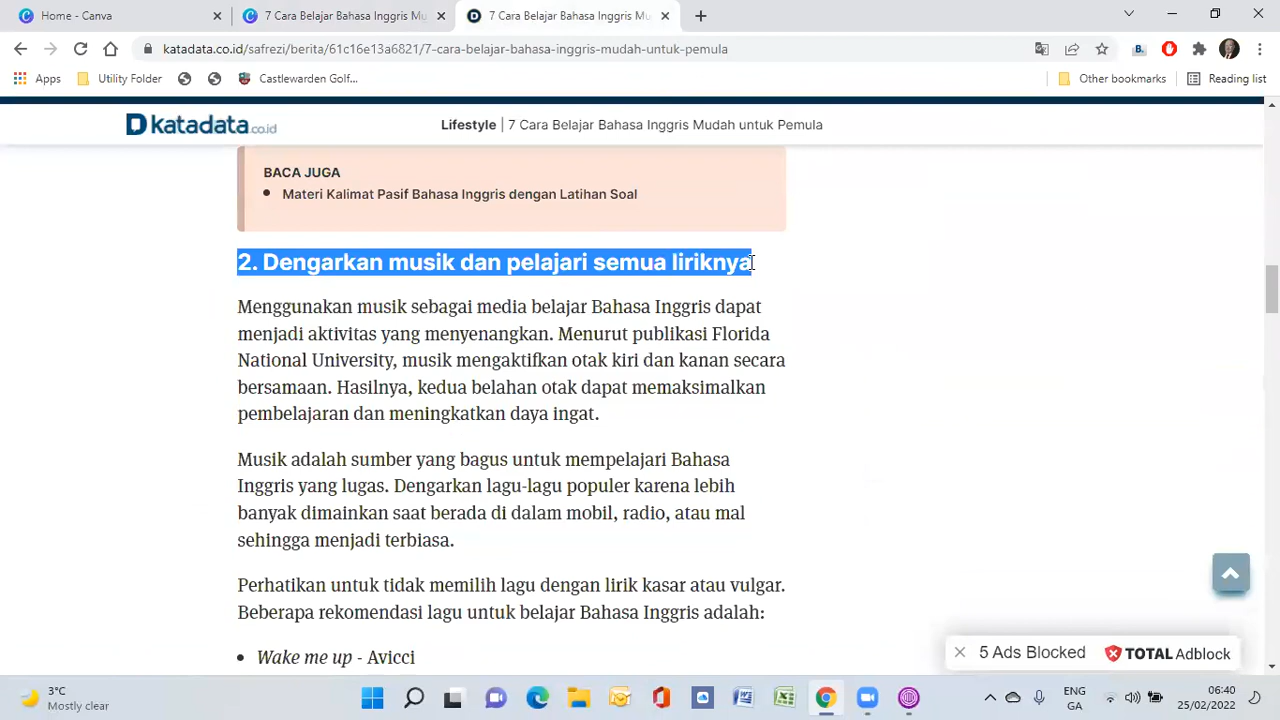 Home - Canva
7 Cara Belajar Bahasa Inggris Mu
7 Cara Belajar Bahasa Inggris Mu
katadata.co.id/safrezi/berita/61c16e13a6821/7-cara-belajar-bahasa-inggris-mudah-untuk-pemula
Apps
Utility Folder
Castlewarden Golf...
Other bookmarks
Reading list
katadata.co.id
Lifestyle | 7 Cara Belajar Bahasa Inggris Mudah untuk Pemula
BACA JUGA
Materi Kalimat Pasif Bahasa Inggris dengan Latihan Soal
2. Dengarkan musik dan pelajari semua liriknya
Menggunakan musik sebagai media belajar Bahasa Inggris dapat
menjadi aktivitas yang menyenangkan. Menurut publikasi Florida
National University, musik mengaktifkan otak kiri dan kanan secara
bersamaan. Hasilnya, kedua belahan otak dapat memaksimalkan
pembelajaran dan meningkatkan daya ingat.
Musik adalah sumber yang bagus untuk mempelajari Bahasa
Inggris yang lugas. Dengarkan lagu-lagu populer karena lebih
banyak dimainkan saat berada di dalam mobil, radio, atau mal
sehingga menjadi terbiasa.
Perhatikan untuk tidak memilih lagu dengan lirik kasar atau vulgar.
Beberapa rekomendasi lagu untuk belajar Bahasa Inggris adalah:
Wake me up - Avicci
5 Ads Blocked
TOTAL Adblock
3°C
Mostly clear
ENG
GA
06:40
25/02/2022